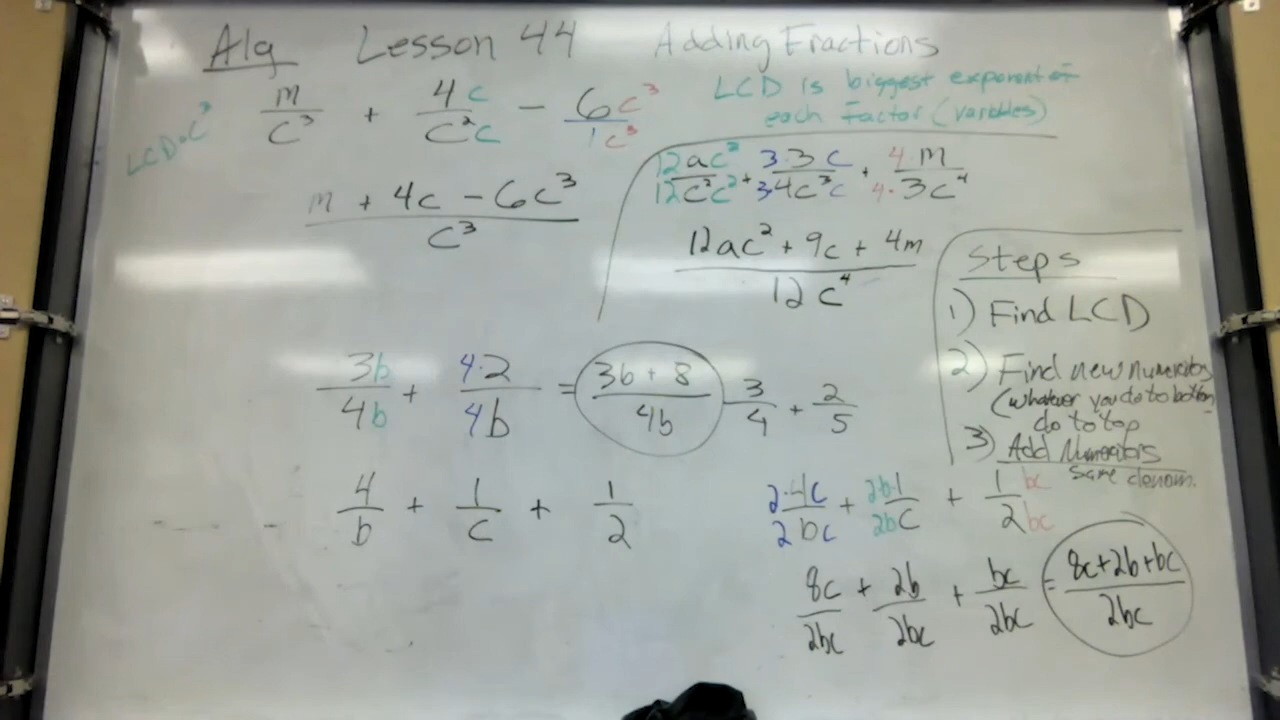 Alg Lesson 44 Adding Fractions
LCD is biggest exponent of
each factor (variables)
LCD = c³
m/c³ + 4c/c²c - 6c³/1c³
m + 4c - 6c³ / c³
12ac²/12c²c² + 3·3c/3·4c³c + 4·m/4·3c⁴
12ac² + 9c + 4m / 12c⁴
Steps
1) Find LCD
2) Find new numerators
(whatever you do to bottom
do to top
3) Add Numerators
same denom.
3b/4b + 4·2/4b = 3b + 8/4b
3/4 + 2/5
4/b + 1/c + 1/2
2·4c/2bc + 2b·1/2bc + 1bc/2bc
8c/2bc + 2b/2bc + bc/2bc = 8c+2b+bc/2bc